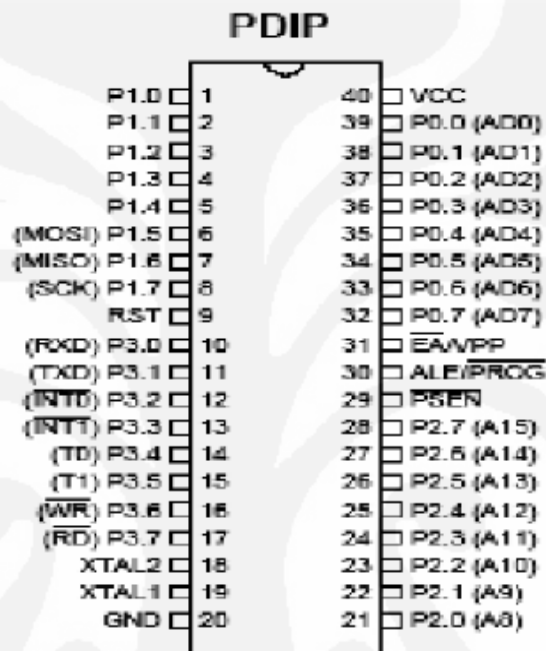 PDIP
P1.0 1 40 VCC
P1.1 2 39 P0.0 (AD0)
P1.2 3 38 P0.1 (AD1)
P1.3 4 37 P0.2 (AD2)
P1.4 5 36 P0.3 (AD3)
(MOSI) P1.5 6 35 P0.4 (AD4)
(MISO) P1.6 7 34 P0.5 (AD5)
(SCK) P1.7 8 33 P0.6 (AD6)
RST 9 32 P0.7 (AD7)
(RXD) P3.0 10 31 E̅A̅/VPP
(TXD) P3.1 11 30 ALE/P̅R̅O̅G̅
(I̅N̅T̅0̅) P3.2 12 29 P̅S̅E̅N̅
(I̅N̅T̅1̅) P3.3 13 28 P2.7 (A15)
(T0) P3.4 14 27 P2.6 (A14)
(T1) P3.5 15 26 P2.5 (A13)
(W̅R̅) P3.6 16 25 P2.4 (A12)
(R̅D̅) P3.7 17 24 P2.3 (A11)
XTAL2 18 23 P2.2 (A10)
XTAL1 19 22 P2.1 (A9)
GND 20 21 P2.0 (A8)